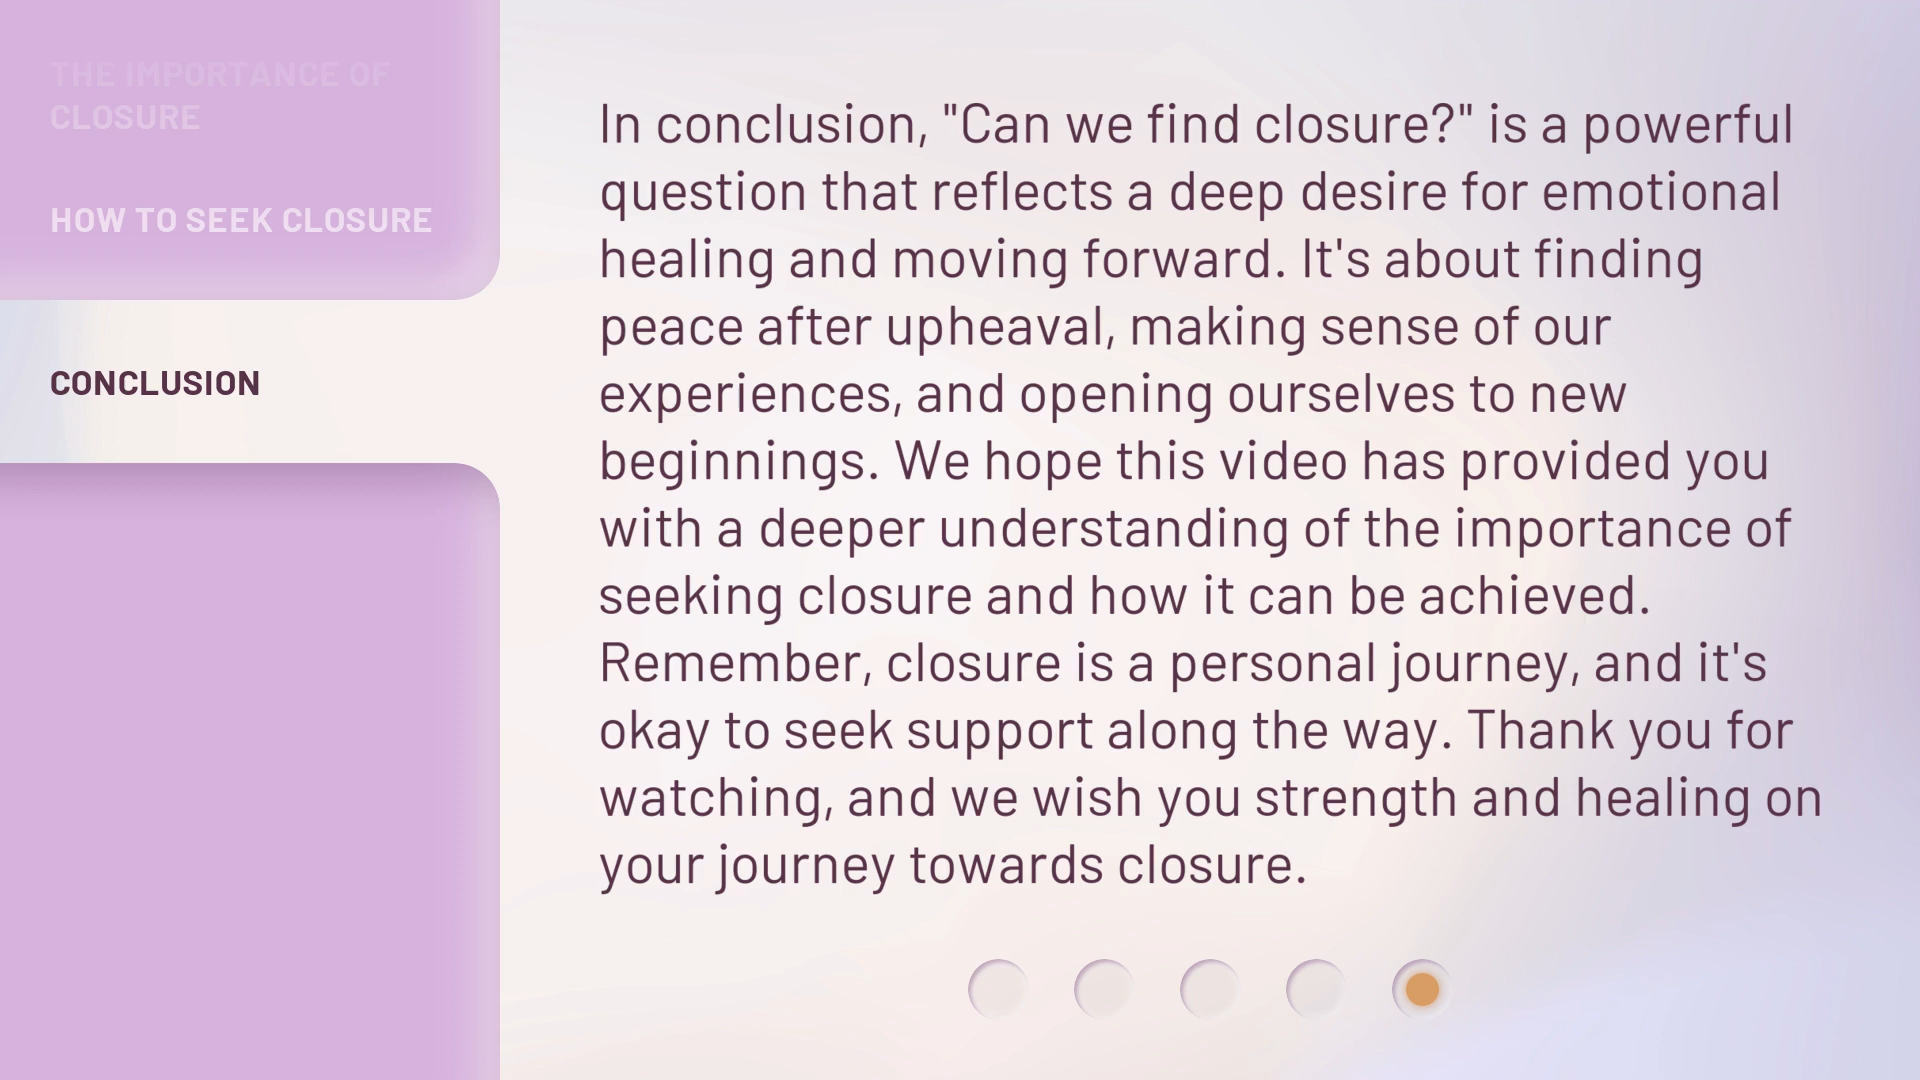 THE IMPORTANCE OF
CLOSURE
HOW TO SEEK CLOSURE
CONCLUSION
In conclusion, "Can we find closure?" is a powerful
question that reflects a deep desire for emotional
healing and moving forward. It's about finding
peace after upheaval, making sense of our
experiences, and opening ourselves to new
beginnings. We hope this video has provided you
with a deeper understanding of the importance of
seeking closure and how it can be achieved.
Remember, closure is a personal journey, and it's
okay to seek support along the way. Thank you for
watching, and we wish you strength and healing on
your journey towards closure.